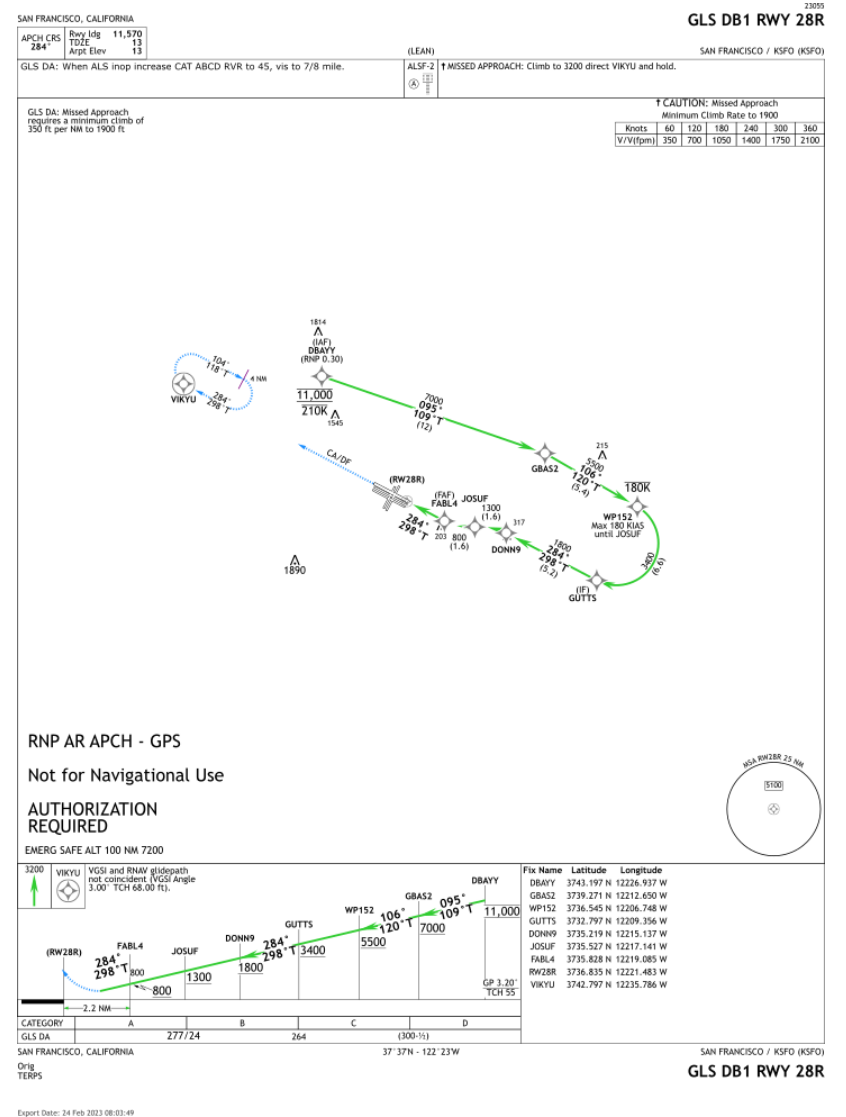 23055
SAN FRANCISCO, CALIFORNIA
GLS DB1 RWY 28R
APCH CRS
284°
Rwy ldg 11,570
TDZE 13
Arpt Elev 13
(LEAN)
SAN FRANCISCO / KSFO (KSFO)
GLS DA: When ALS inop increase CAT ABCD RVR to 45, vis to 7/8 mile.
ALSF-2
A
† MISSED APPROACH: Climb to 3200 direct VIKYU and hold.
GLS DA: Missed Approach
requires a minimum climb of
350 ft per NM to 1900 ft
† CAUTION: Missed Approach
Minimum Climb Rate to 1900
Knots 60 120 180 240 300 360
V/V(fpm) 350 700 1050 1400 1750 2100
1814
(IAF)
DBAYY
(RNP 0.30)
11,000
210K
1545
104°
118°T
4 NM
VIKYU
284°
298°T
7000
095°
109°T
(12)
GBAS2
215
5500
106°
120°T
(5.4)
180K
WP152
Max 180 KIAS
until JOSUF
3400
(6.6)
CA/DF
(RW28R)
(FAF)
FABL4
JOSUF
1300
(1.6)
317
284°
298°T
203
800
(1.6)
DONN9
1800
284°
298°T
(5.2)
(IF)
GUTTS
1890
RNP AR APCH - GPS
Not for Navigational Use
AUTHORIZATION
REQUIRED
EMERG SAFE ALT 100 NM 7200
MSA RW28R 25 NM
5100
3200
VIKYU
VGSI and RNAV glidepath
not coincident (VGSI Angle
3.00° TCH 68.00 ft).
DBAYY
GBAS2
095°
109°T
11,000
WP152
106°
120°T
7000
GUTTS
5500
DONN9
284°
298°T
3400
JOSUF
1800
FABL4
1300
(RW28R)
284°
298°T
800
800
GP 3.20°
TCH 55
2.2 NM
Fix Name Latitude Longitude
DBAYY 3743.197 N 12226.937 W
GBAS2 3739.271 N 12212.650 W
WP152 3736.545 N 12206.748 W
GUTTS 3732.797 N 12209.356 W
DONN9 3735.219 N 12215.137 W
JOSUF 3735.527 N 12217.141 W
FABL4 3735.828 N 12219.085 W
RW28R 3736.835 N 12221.483 W
VIKYU 3742.797 N 12235.786 W
CATEGORY A B C D
GLS DA 277/24 264 (300-½)
SAN FRANCISCO, CALIFORNIA
37°37'N - 122°23'W
SAN FRANCISCO / KSFO (KSFO)
Orig
TERPS
GLS DB1 RWY 28R
Export Date: 24 Feb 2023 08:03:49